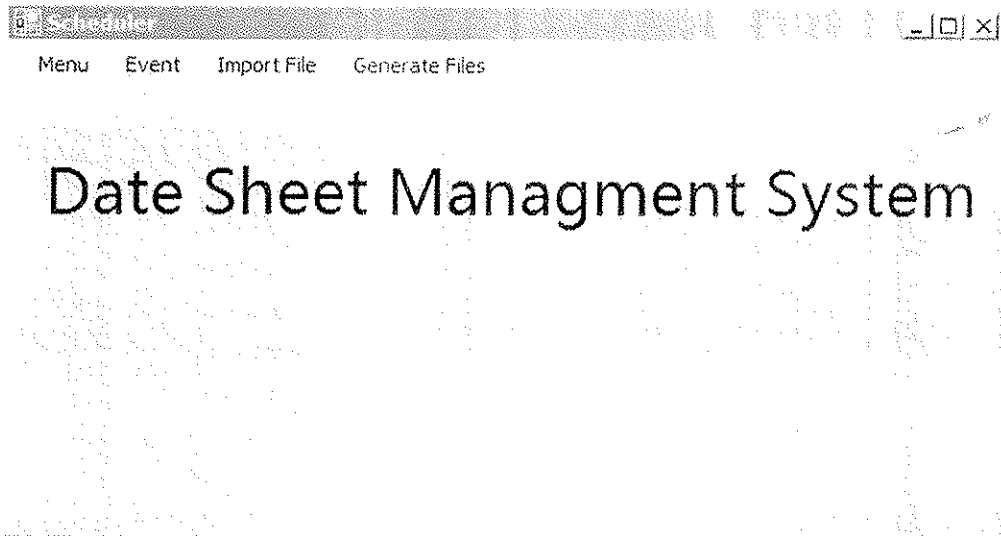 Scheduler
Menu Event Import File Generate Files
Date Sheet Managment System